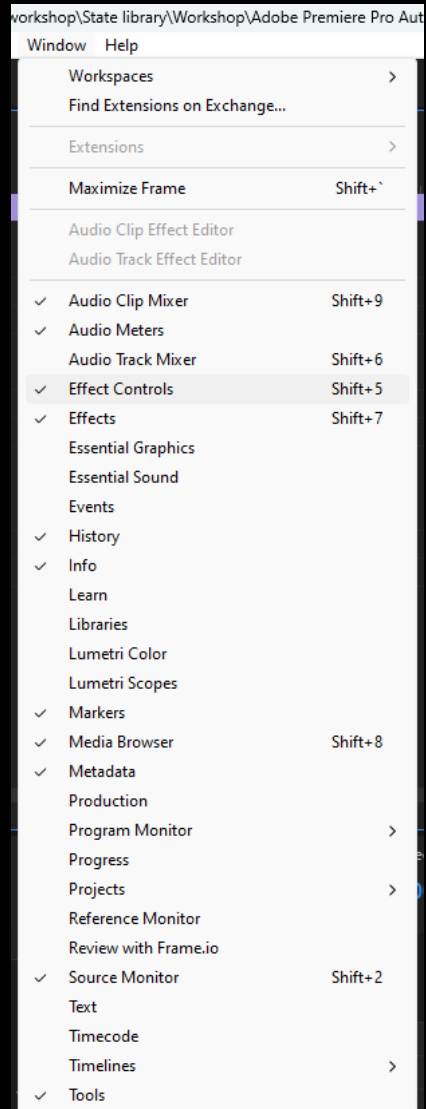 workshop\State library\Workshop\Adobe Premiere Pro Aut
Window Help
Workspaces
Find Extensions on Exchange...
Extensions
Maximize Frame Shift+`
Audio Clip Effect Editor
Audio Track Effect Editor
Audio Clip Mixer Shift+9
Audio Meters
Audio Track Mixer Shift+6
Effect Controls Shift+5
Effects Shift+7
Essential Graphics
Essential Sound
Events
History
Info
Learn
Libraries
Lumetri Color
Lumetri Scopes
Markers
Media Browser Shift+8
Metadata
Production
Program Monitor
Progress
Projects
Reference Monitor
Review with Frame.io
Source Monitor Shift+2
Text
Timecode
Timelines
Tools